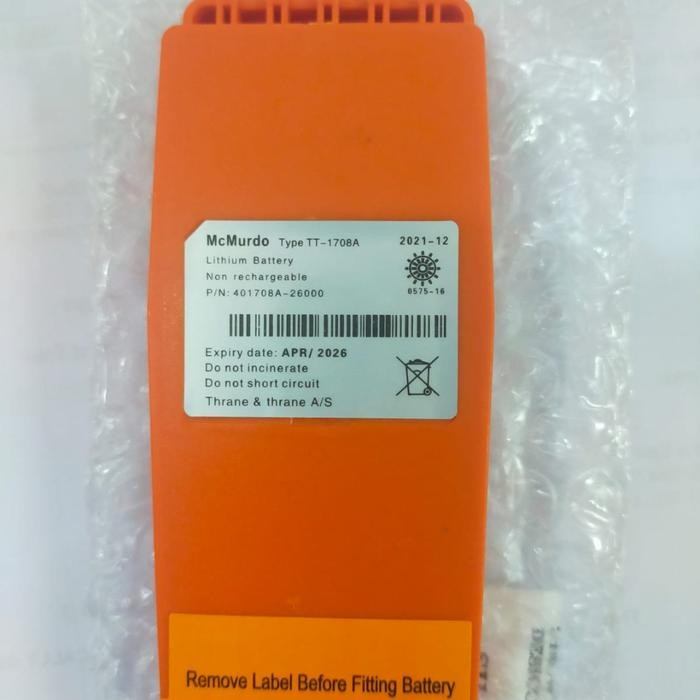 McMurdo Type TT-1708A 2021-12
Lithium Battery
Non rechargeable
P/N: 401708A-26000
0575-16
Expiry date: APR/ 2026
Do not incinerate
Do not short circuit
Thrane & thrane A/S
Remove Label Before Fitting Battery